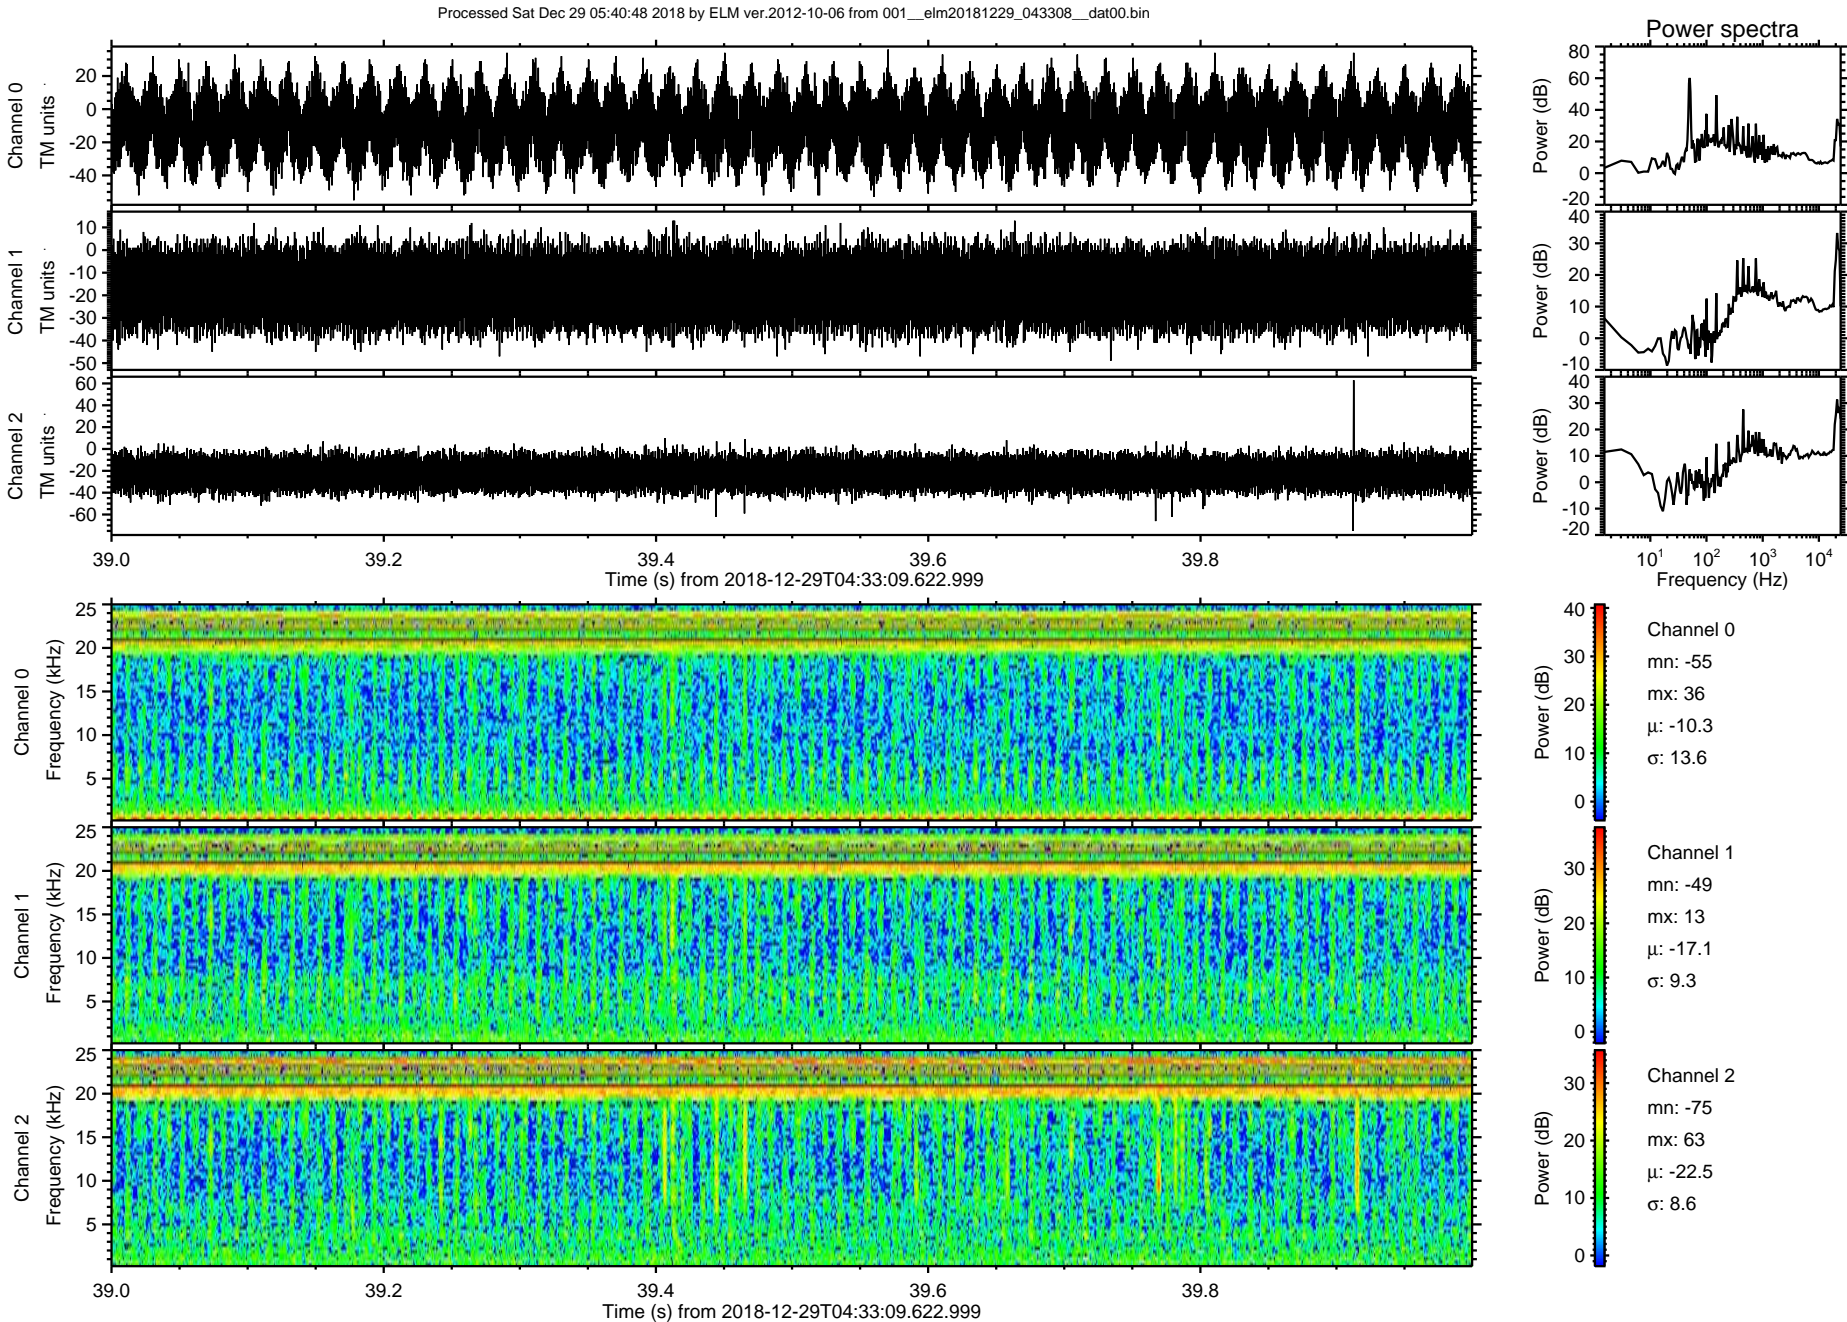 Processed Sat Dec 29 05:40:48 2018 by ELM ver.2012-10-06 from 001__elm20181229_043308__dat00.bin
Power spectra
Channel 0
TM units
20
0
-20
-40
Power (dB)
80
60
40
20
0
-20
Channel 1
TM units
10
0
-10
-20
-30
-40
-50
Power (dB)
40
30
20
10
0
-10
Channel 2
TM units
60
40
20
0
-20
-40
-60
Power (dB)
40
30
20
10
0
-10
-20
39.0 39.2 39.4 39.6 39.8
Time (s) from 2018-12-29T04:33:09.622.999
10^1 10^2 10^3 10^4
Frequency (Hz)
Channel 0
Frequency (kHz)
25
20
15
10
5
Power (dB)
40
30
20
10
0
Channel 0
mn: -55
mx: 36
μ: -10.3
σ: 13.6
Channel 1
Frequency (kHz)
25
20
15
10
5
Power (dB)
30
20
10
0
Channel 1
mn: -49
mx: 13
μ: -17.1
σ: 9.3
Channel 2
Frequency (kHz)
25
20
15
10
5
Power (dB)
30
20
10
0
Channel 2
mn: -75
mx: 63
μ: -22.5
σ: 8.6
39.0 39.2 39.4 39.6 39.8
Time (s) from 2018-12-29T04:33:09.622.999